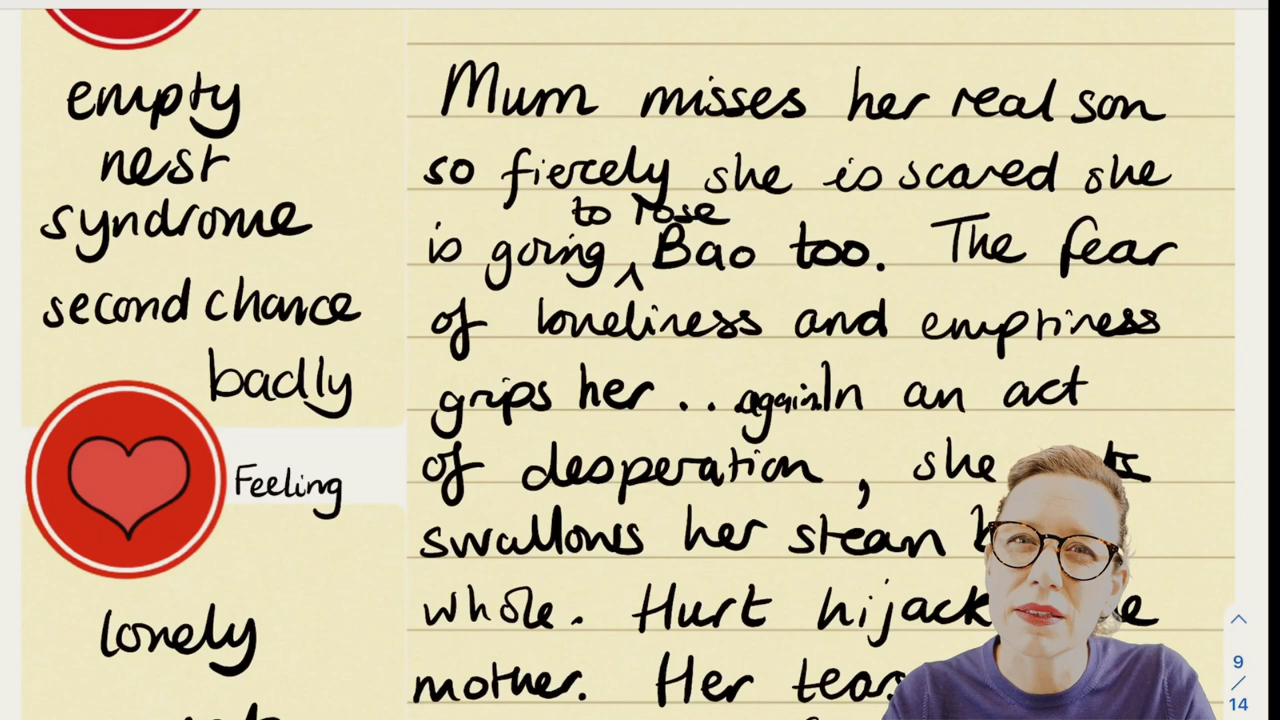 empty
nest
syndrome
second chance
badly
Feeling
lonely
Mum misses her real son
so fiercely she is scared she
to lose
is going ^ Bao too. The fear
of loneliness and emptiness
grips her .. again. In an act
of desperation, she
swallows her steam
whole. Hurt hijack
mother. Her tears
9
/
14